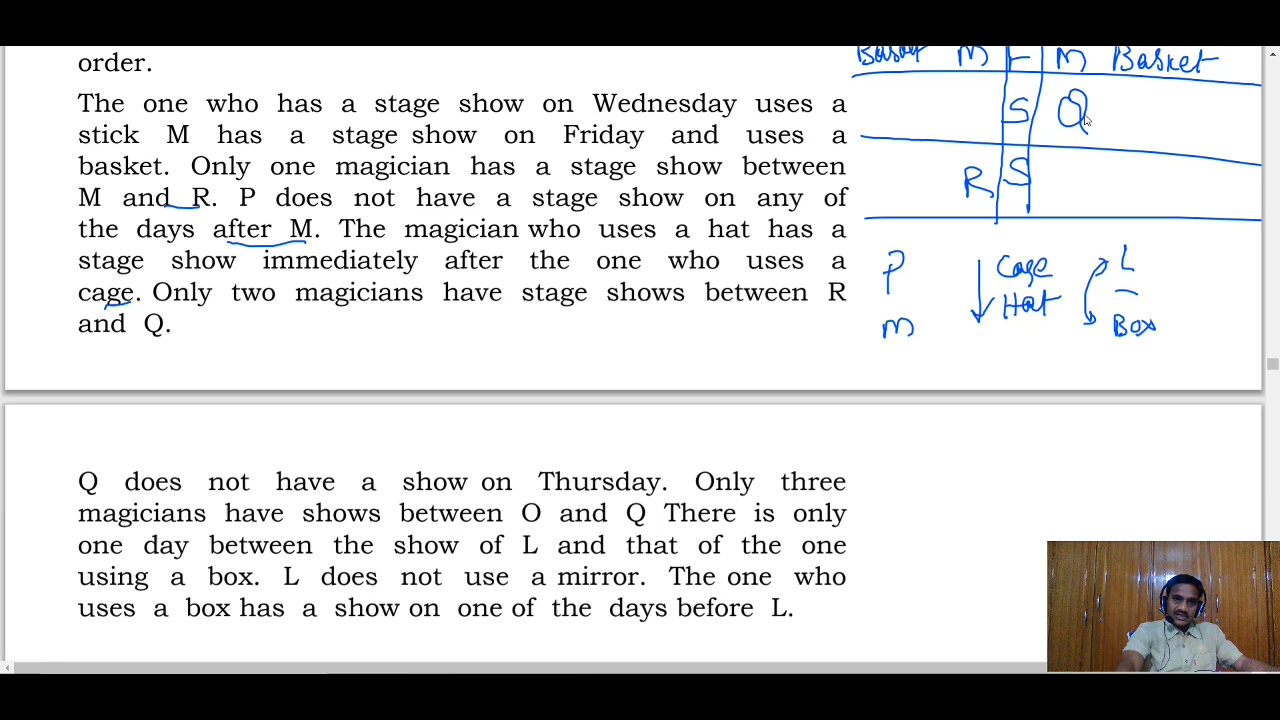 order.
Basket M F M Basket
The one who has a stage show on Wednesday uses a
stick M has a stage show on Friday and uses a
S Q
basket. Only one magician has a stage show between
M and R. P does not have a stage show on any of
R S
the days after M. The magician who uses a hat has a
stage show immediately after the one who uses a
cage. Only two magicians have stage shows between R
and Q.
P Cage L
Hat –
M Box
Q does not have a show on Thursday. Only three
magicians have shows between O and Q There is only
one day between the show of L and that of the one
using a box. L does not use a mirror. The one who
uses a box has a show on one of the days before L.